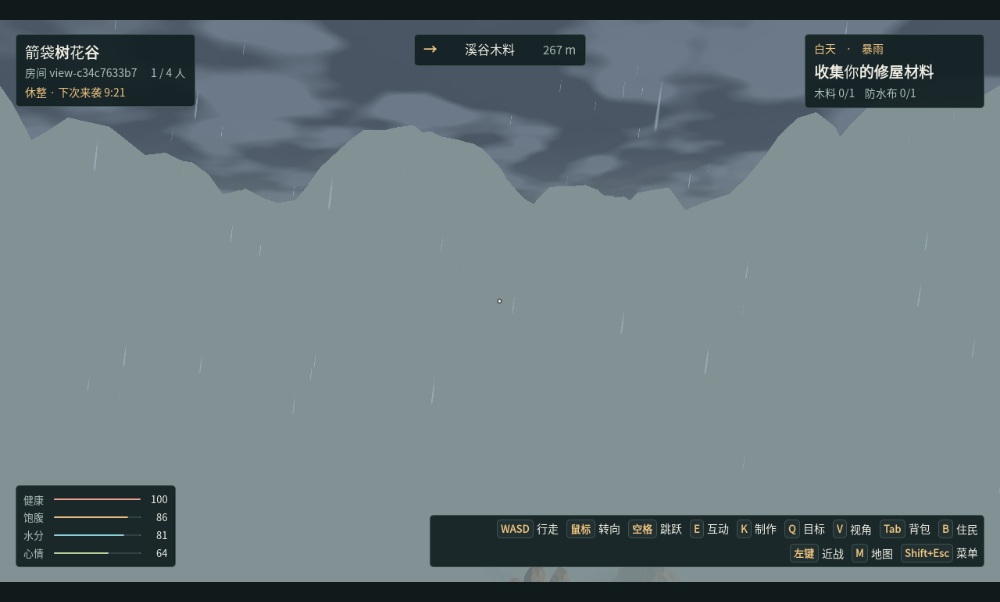 箭袋树花谷
房间 view-c34c7633b7 1 / 4 人
休整 · 下次来袭 9:21
→ 溪谷木料 267 m
白天 · 暴雨
收集你的修屋材料
木料 0/1 防水布 0/1
健康 100
饱腹 86
水分 81
心情 64
WASD 行走 鼠标 转向 空格 跳跃 E 互动 K 制作 Q 目标 V 视角 Tab 背包 B 住民
左键 近战 M 地图 Shift+Esc 菜单